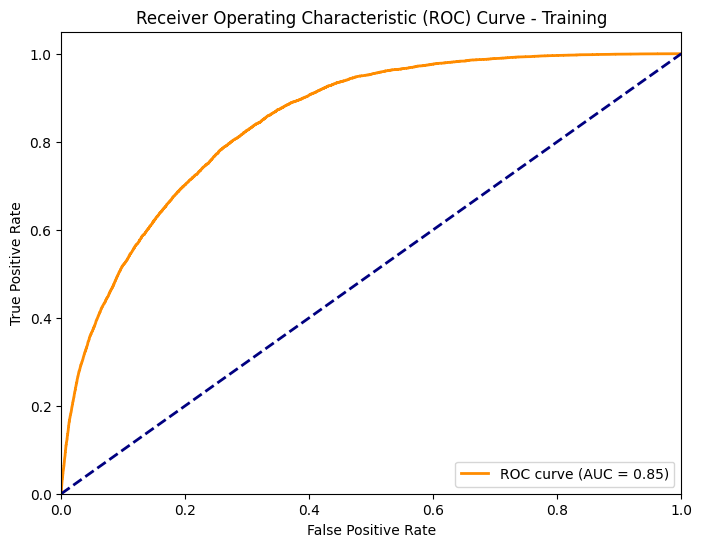 Receiver Operating Characteristic (ROC) Curve - Training
True Positive Rate
1.0
0.8
0.6
0.4
0.2
0.0
ROC curve (AUC = 0.85)
0.0 0.2 0.4 0.6 0.8 1.0
False Positive Rate